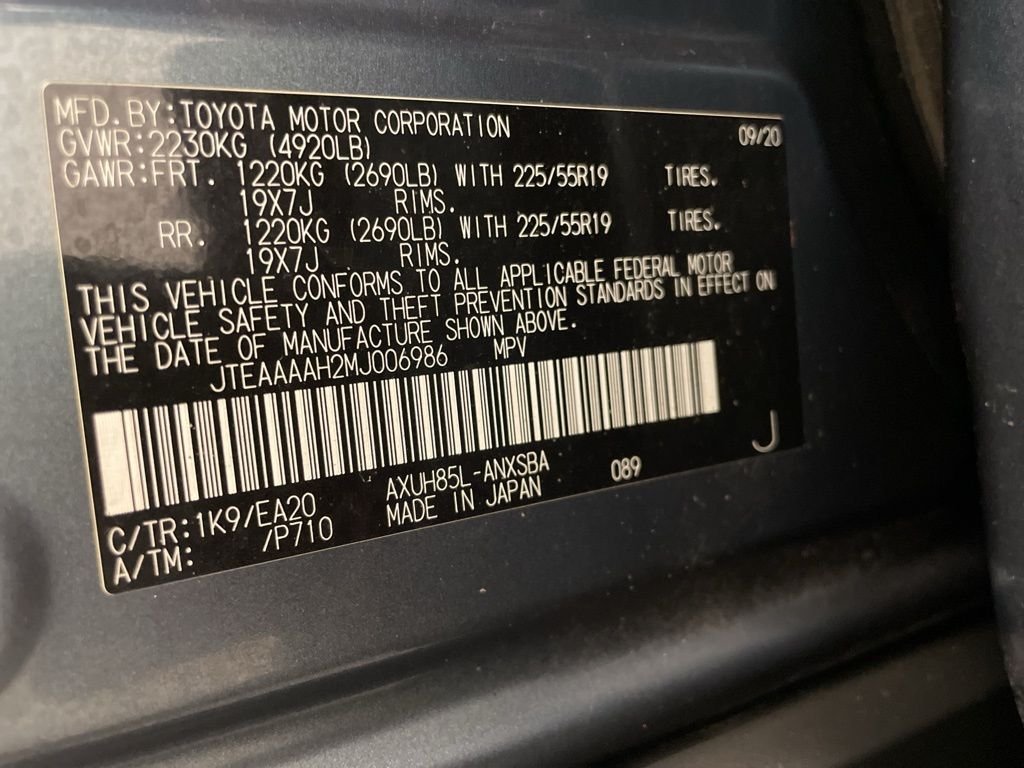 MFD. BY: TOYOTA MOTOR CORPORATION 09/20
GVWR: 2230KG (4920LB)
GAWR: FRT. 1220KG (2690LB) WITH 225/55R19 TIRES.
19X7J RIMS.
RR. 1220KG (2690LB) WITH 225/55R19 TIRES.
19X7J RIMS.
THIS VEHICLE CONFORMS TO ALL APPLICABLE FEDERAL MOTOR
VEHICLE SAFETY AND THEFT PREVENTION STANDARDS IN EFFECT ON
THE DATE OF MANUFACTURE SHOWN ABOVE.
JTEAAAAH2MJ006986 MPV
J
C/TR: 1K9/EA20 AXUH85L-ANXSBA 089
A/TM: /P710 MADE IN JAPAN